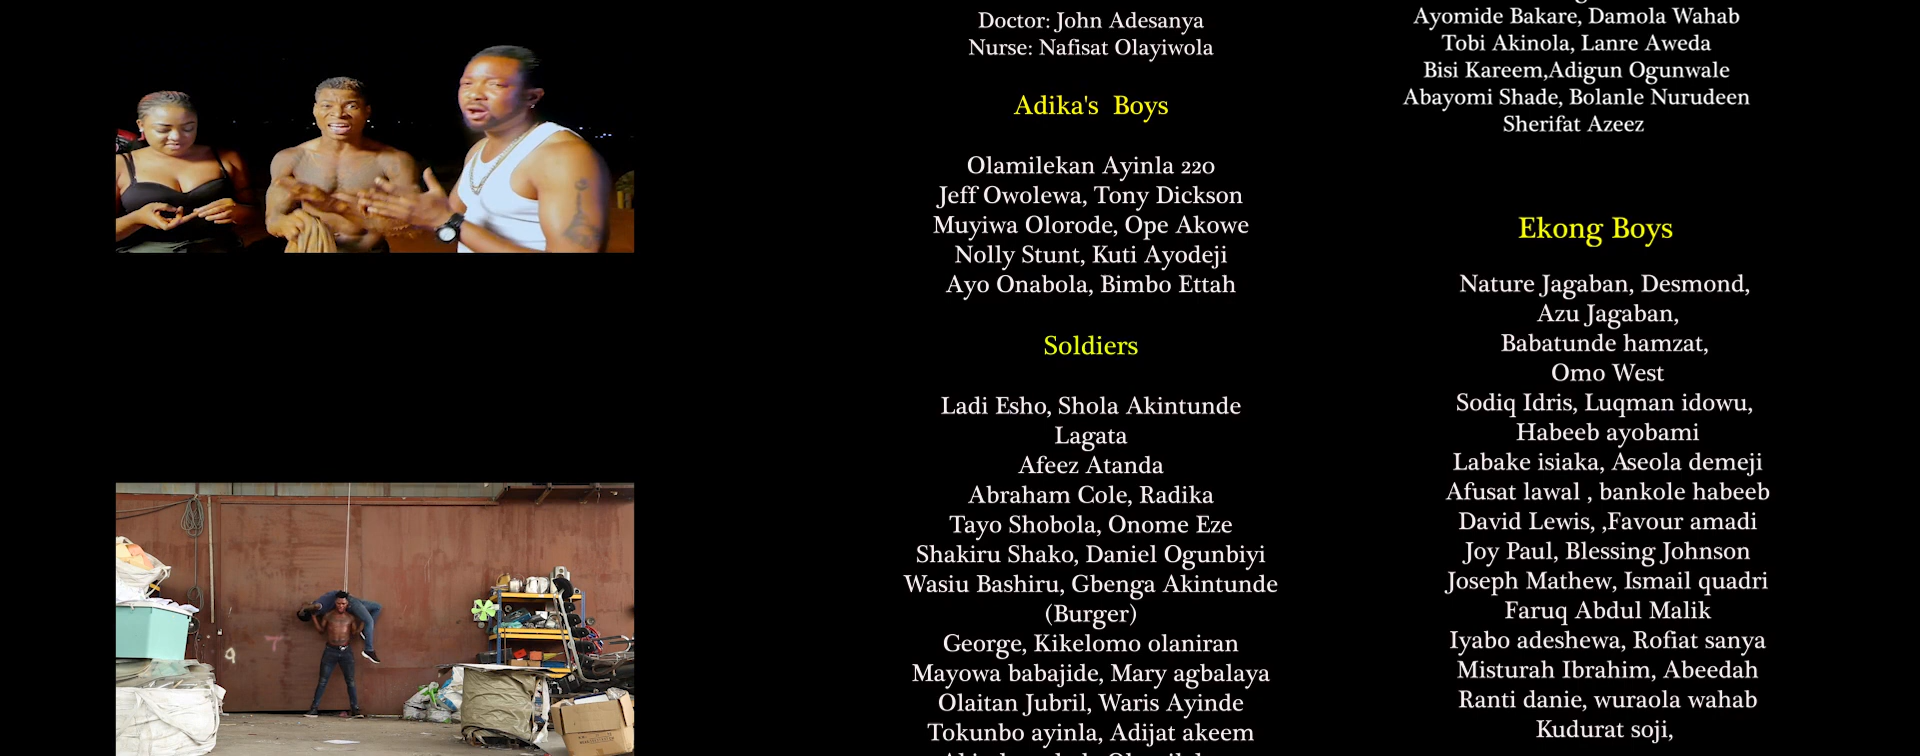 Doctor: John Adesanya
Nurse: Nafisat Olayiwola
Adika's Boys
Olamilekan Ayinla 220
Jeff Owolewa, Tony Dickson
Muyiwa Olorode, Ope Akowe
Nolly Stunt, Kuti Ayodeji
Ayo Onabola, Bimbo Ettah
Soldiers
Ladi Esho, Shola Akintunde
Lagata
Afeez Atanda
Abraham Cole, Radika
Tayo Shobola, Onome Eze
Shakiru Shako, Daniel Ogunbiyi
Wasiu Bashiru, Gbenga Akintunde
(Burger)
George, Kikelomo olaniran
Mayowa babajide, Mary agbalaya
Olaitan Jubril, Waris Ayinde
Tokunbo ayinla, Adijat akeem
Ayomide Bakare, Damola Wahab
Tobi Akinola, Lanre Aweda
Bisi Kareem,Adigun Ogunwale
Abayomi Shade, Bolanle Nurudeen
Sherifat Azeez
Ekong Boys
Nature Jagaban, Desmond,
Azu Jagaban,
Babatunde hamzat,
Omo West
Sodiq Idris, Luqman idowu,
Habeeb ayobami
Labake isiaka, Aseola demeji
Afusat lawal , bankole habeeb
David Lewis, ,Favour amadi
Joy Paul, Blessing Johnson
Joseph Mathew, Ismail quadri
Faruq Abdul Malik
Iyabo adeshewa, Rofiat sanya
Misturah Ibrahim, Abeedah
Ranti danie, wuraola wahab
Kudurat soji,
9